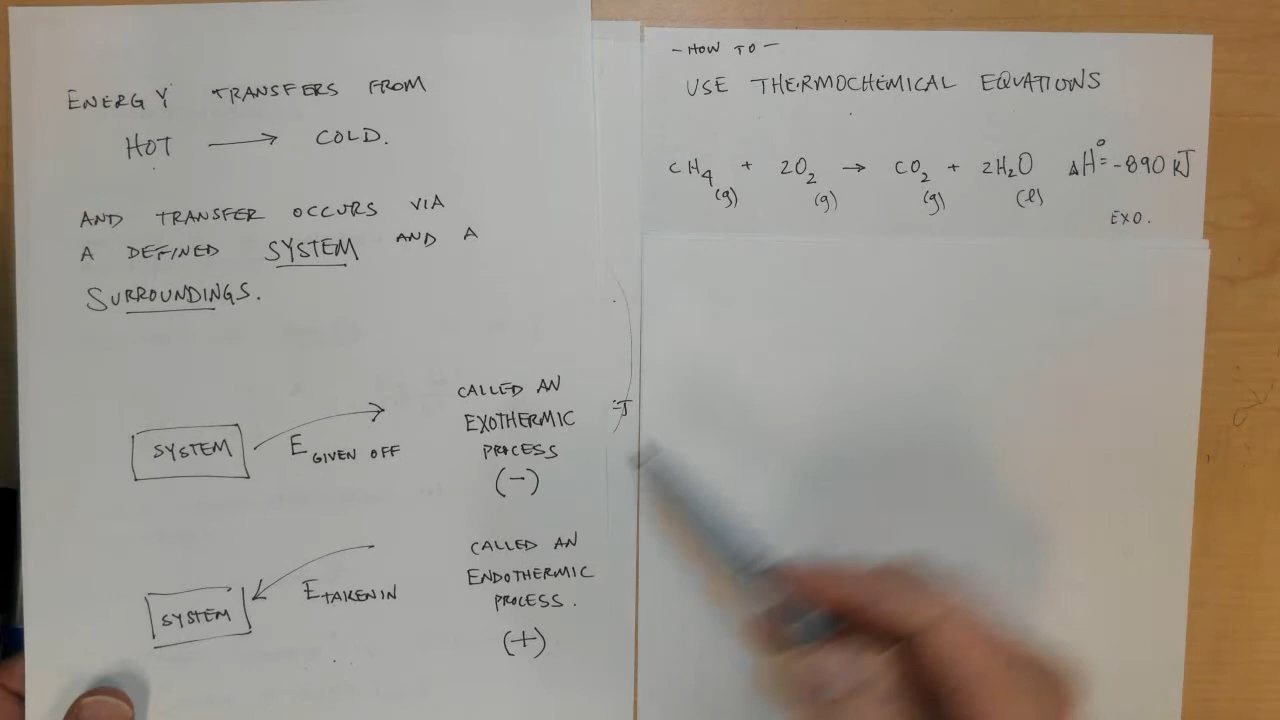 ENERGY TRANSFERS FROM
HOT → COLD.
AND TRANSFER OCCURS VIA
A DEFINED SYSTEM AND A
SURROUNDINGS.
SYSTEM
E GIVEN OFF
CALLED AN
EXOTHERMIC
PROCESS
(-)
SYSTEM
E TAKEN IN
CALLED AN
ENDOTHERMIC
PROCESS.
(+)
- HOW TO -
USE THERMOCHEMICAL EQUATIONS
CH₄(g) + 2O₂(g) → CO₂(g) + 2H₂O(l) ΔH°= -890 kJ
EXO.